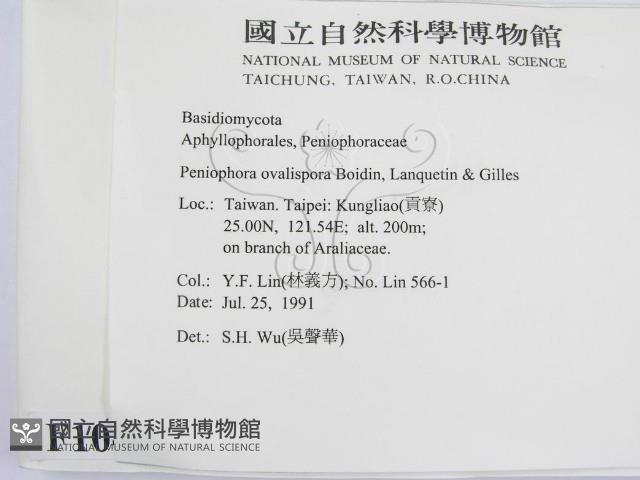 國立自然科學博物館
NATIONAL MUSEUM OF NATURAL SCIENCE
TAICHUNG, TAIWAN, R.O.CHINA
Basidiomycota
Aphyllophorales, Peniophoraceae
Peniophora ovalispora Boidin, Lanquetin & Gilles
Loc.: Taiwan. Taipei: Kungliao(貢寮)
25.00N, 121.54E; alt. 200m;
on branch of Araliaceae.
Col.: Y.F. Lin(林義方); No. Lin 566-1
Date: Jul. 25, 1991
Det.: S.H. Wu(吳聲華)
國立自然科學博物館
NATIONAL MUSEUM OF NATURAL SCIENCE